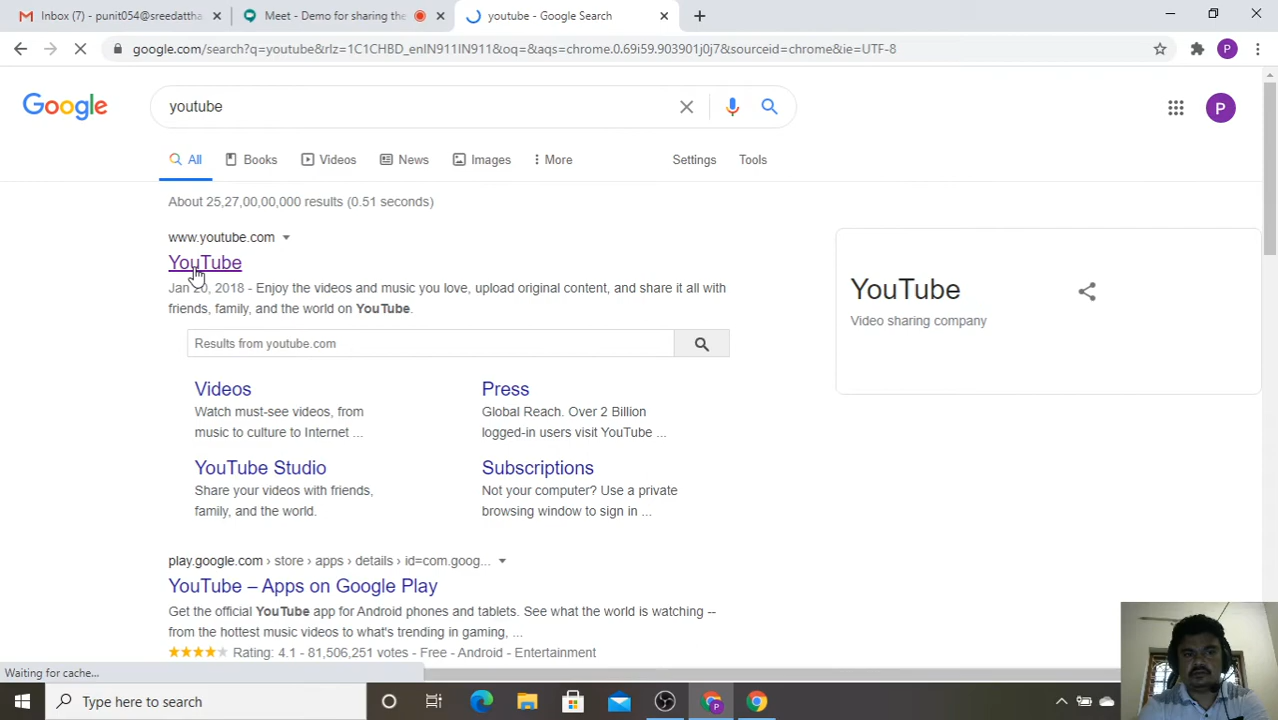 Inbox (7) - punit054@sreedattha
Meet - Demo for sharing the
youtube - Google Search
google.com/search?q=youtube&rlz=1C1CHBD_enIN911IN911&oq=&aqs=chrome.0.69i59.903901j0j7&sourceid=chrome&ie=UTF-8
P
Google
youtube
P
All
Books
Videos
News
Images
More
Settings
Tools
About 25,27,00,00,000 results (0.51 seconds)
www.youtube.com
YouTube
Jan 20, 2018 - Enjoy the videos and music you love, upload original content, and share it all with
friends, family, and the world on YouTube.
Results from youtube.com
Videos
Watch must-see videos, from
music to culture to Internet ...
Press
Global Reach. Over 2 Billion
logged-in users visit YouTube ...
YouTube Studio
Share your videos with friends,
family, and the world.
Subscriptions
Not your computer? Use a private
browsing window to sign in ...
YouTube
Video sharing company
play.google.com › store › apps › details › id=com.goog...
YouTube – Apps on Google Play
Get the official YouTube app for Android phones and tablets. See what the world is watching --
from the hottest music videos to what's trending in gaming, ...
Rating: 4.1 - 81,506,251 votes - Free - Android - Entertainment
Waiting for cache...
Type here to search
P